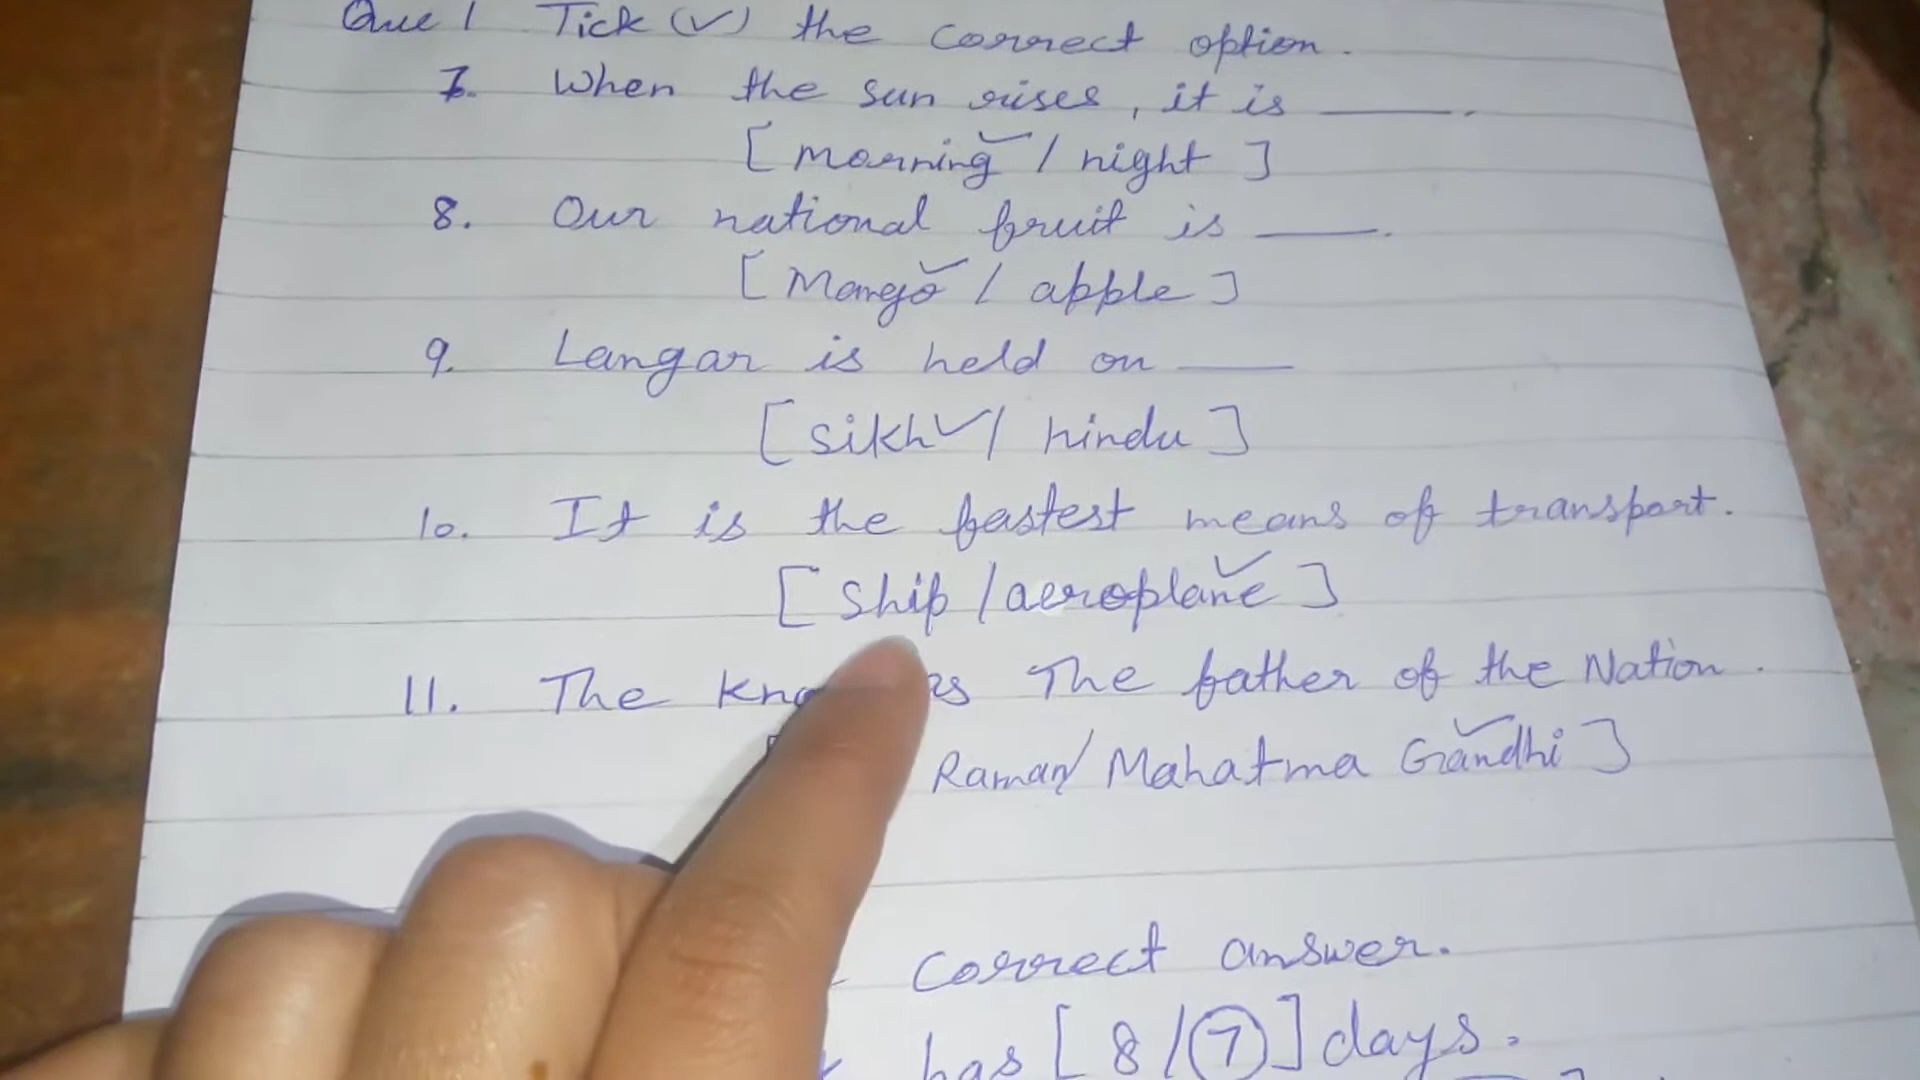 Que 1 Tick (✓) the correct option.
7. When the sun rises, it is ____.
[morning ✓ / night]
8. Our national fruit is ____.
[Mango ✓ / apple]
9. Langar is held on ____
[sikh ✓ / hindu]
10. It is the fastest means of transport.
[ship / aeroplane ✓]
11. The as The father of the Nation.
Raman / Mahatma Gandhi ✓]
correct answer.
has [8 / 7] days.